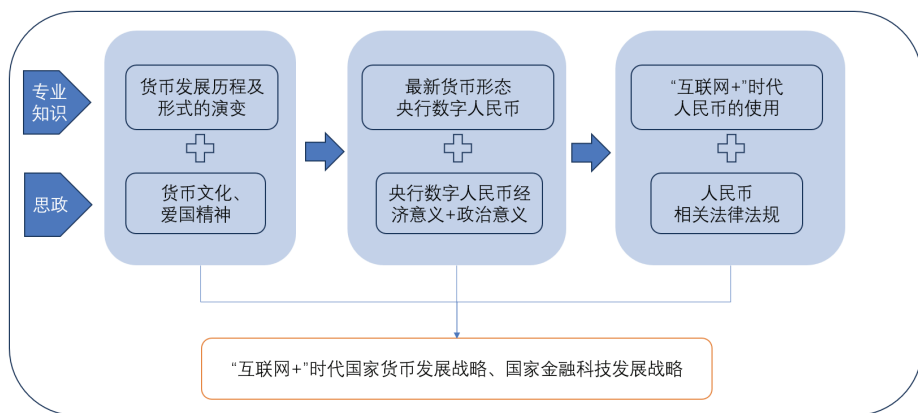 专业
知识
货币发展历程及
形式的演变
最新货币形态
央行数字人民币
“互联网+”时代
人民币的使用
思政
货币文化、
爱国精神
央行数字人民币经
济意义+政治意义
人民币
相关法律法规
“互联网+”时代国家货币发展战略、国家金融科技发展战略